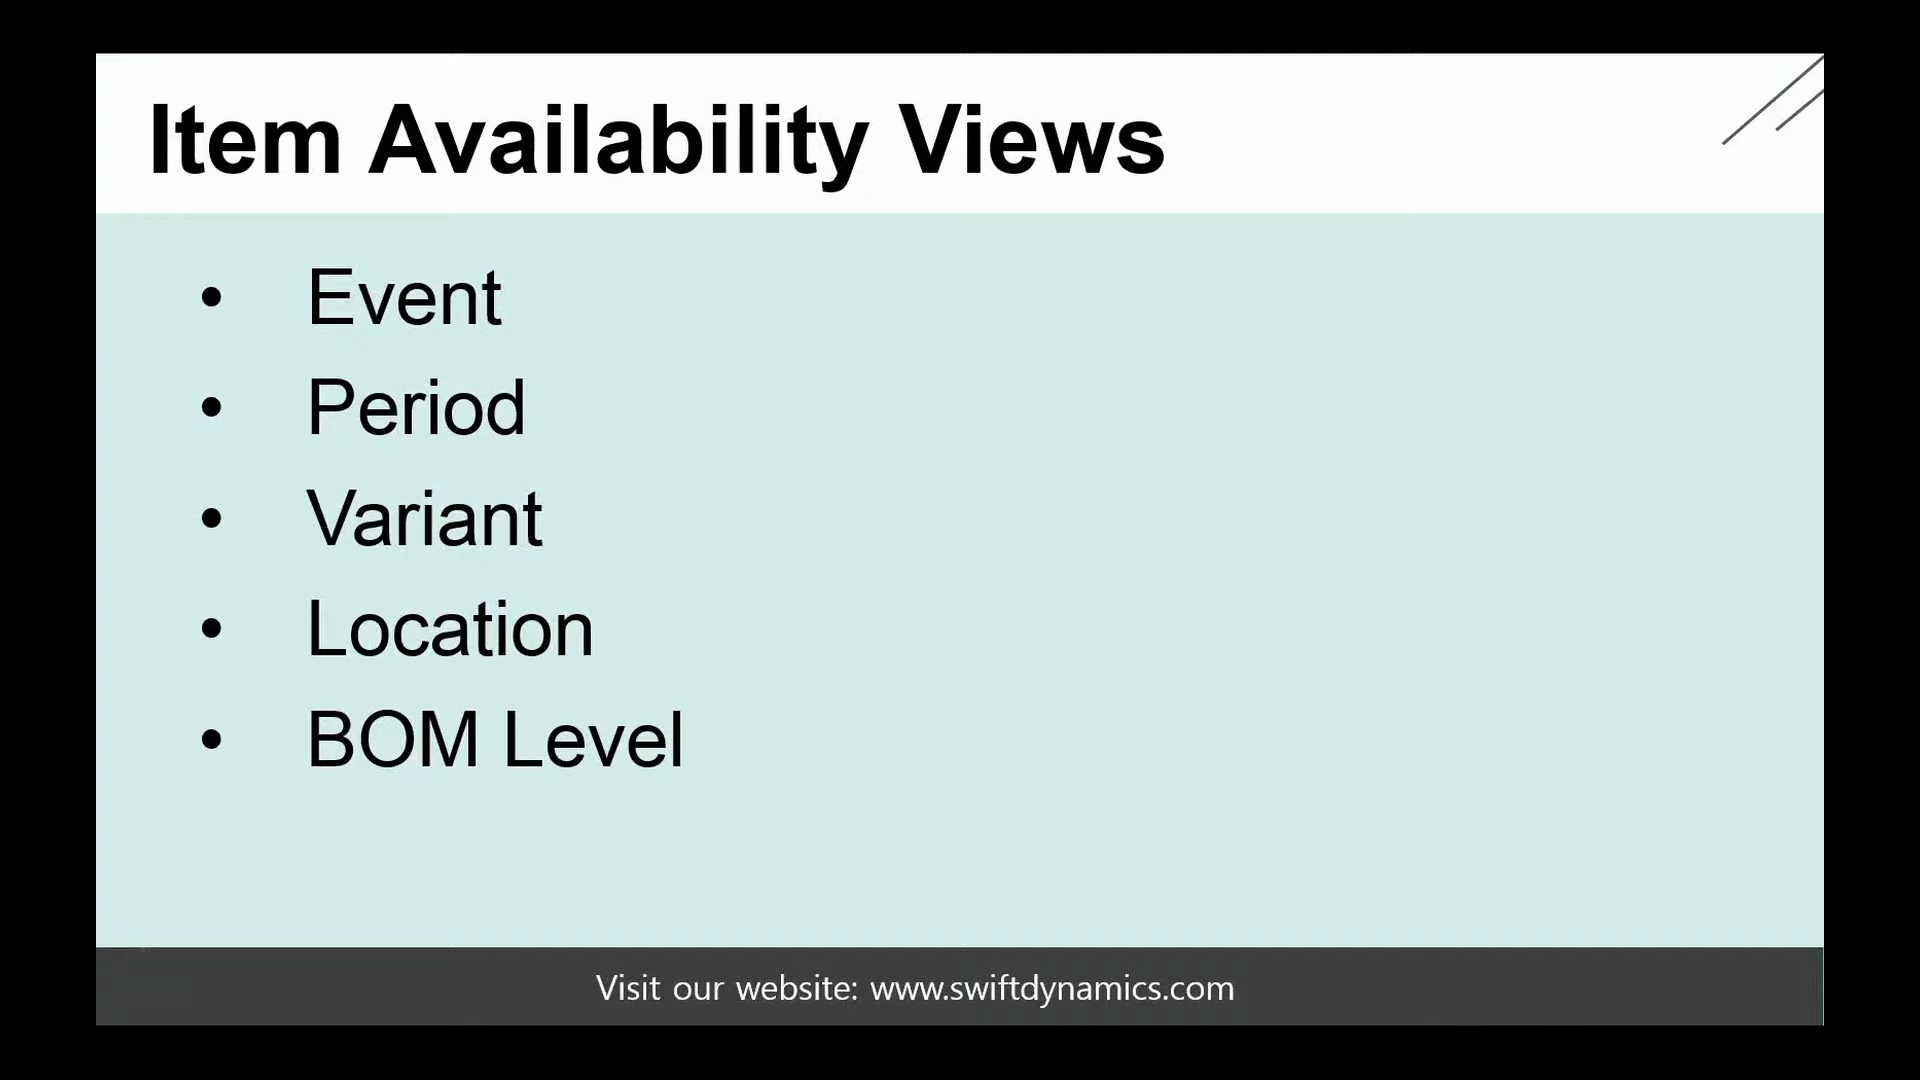 Item Availability Views
• Event
• Period
• Variant
• Location
• BOM Level
Visit our website: www.swiftdynamics.com